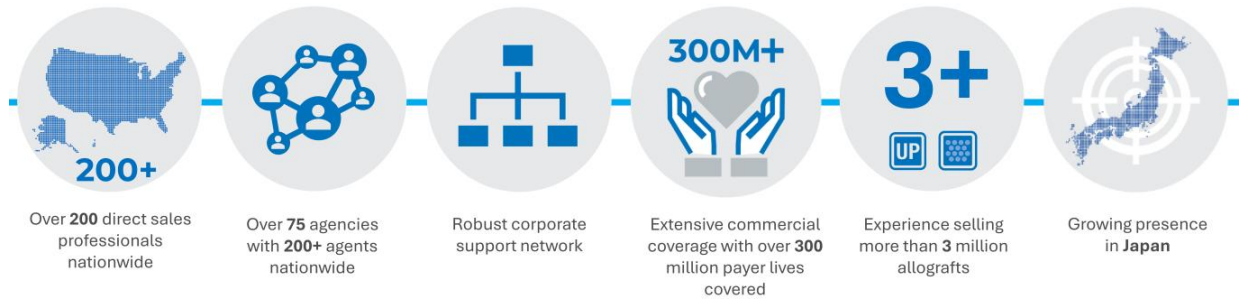 200+
Over 200 direct sales
professionals
nationwide
Over 75 agencies
with 200+ agents
nationwide
Robust corporate
support network
300M+
Extensive commercial
coverage with over 300
million payer lives
covered
3+
UP
Experience selling
more than 3 million
allografts
Growing presence
in Japan